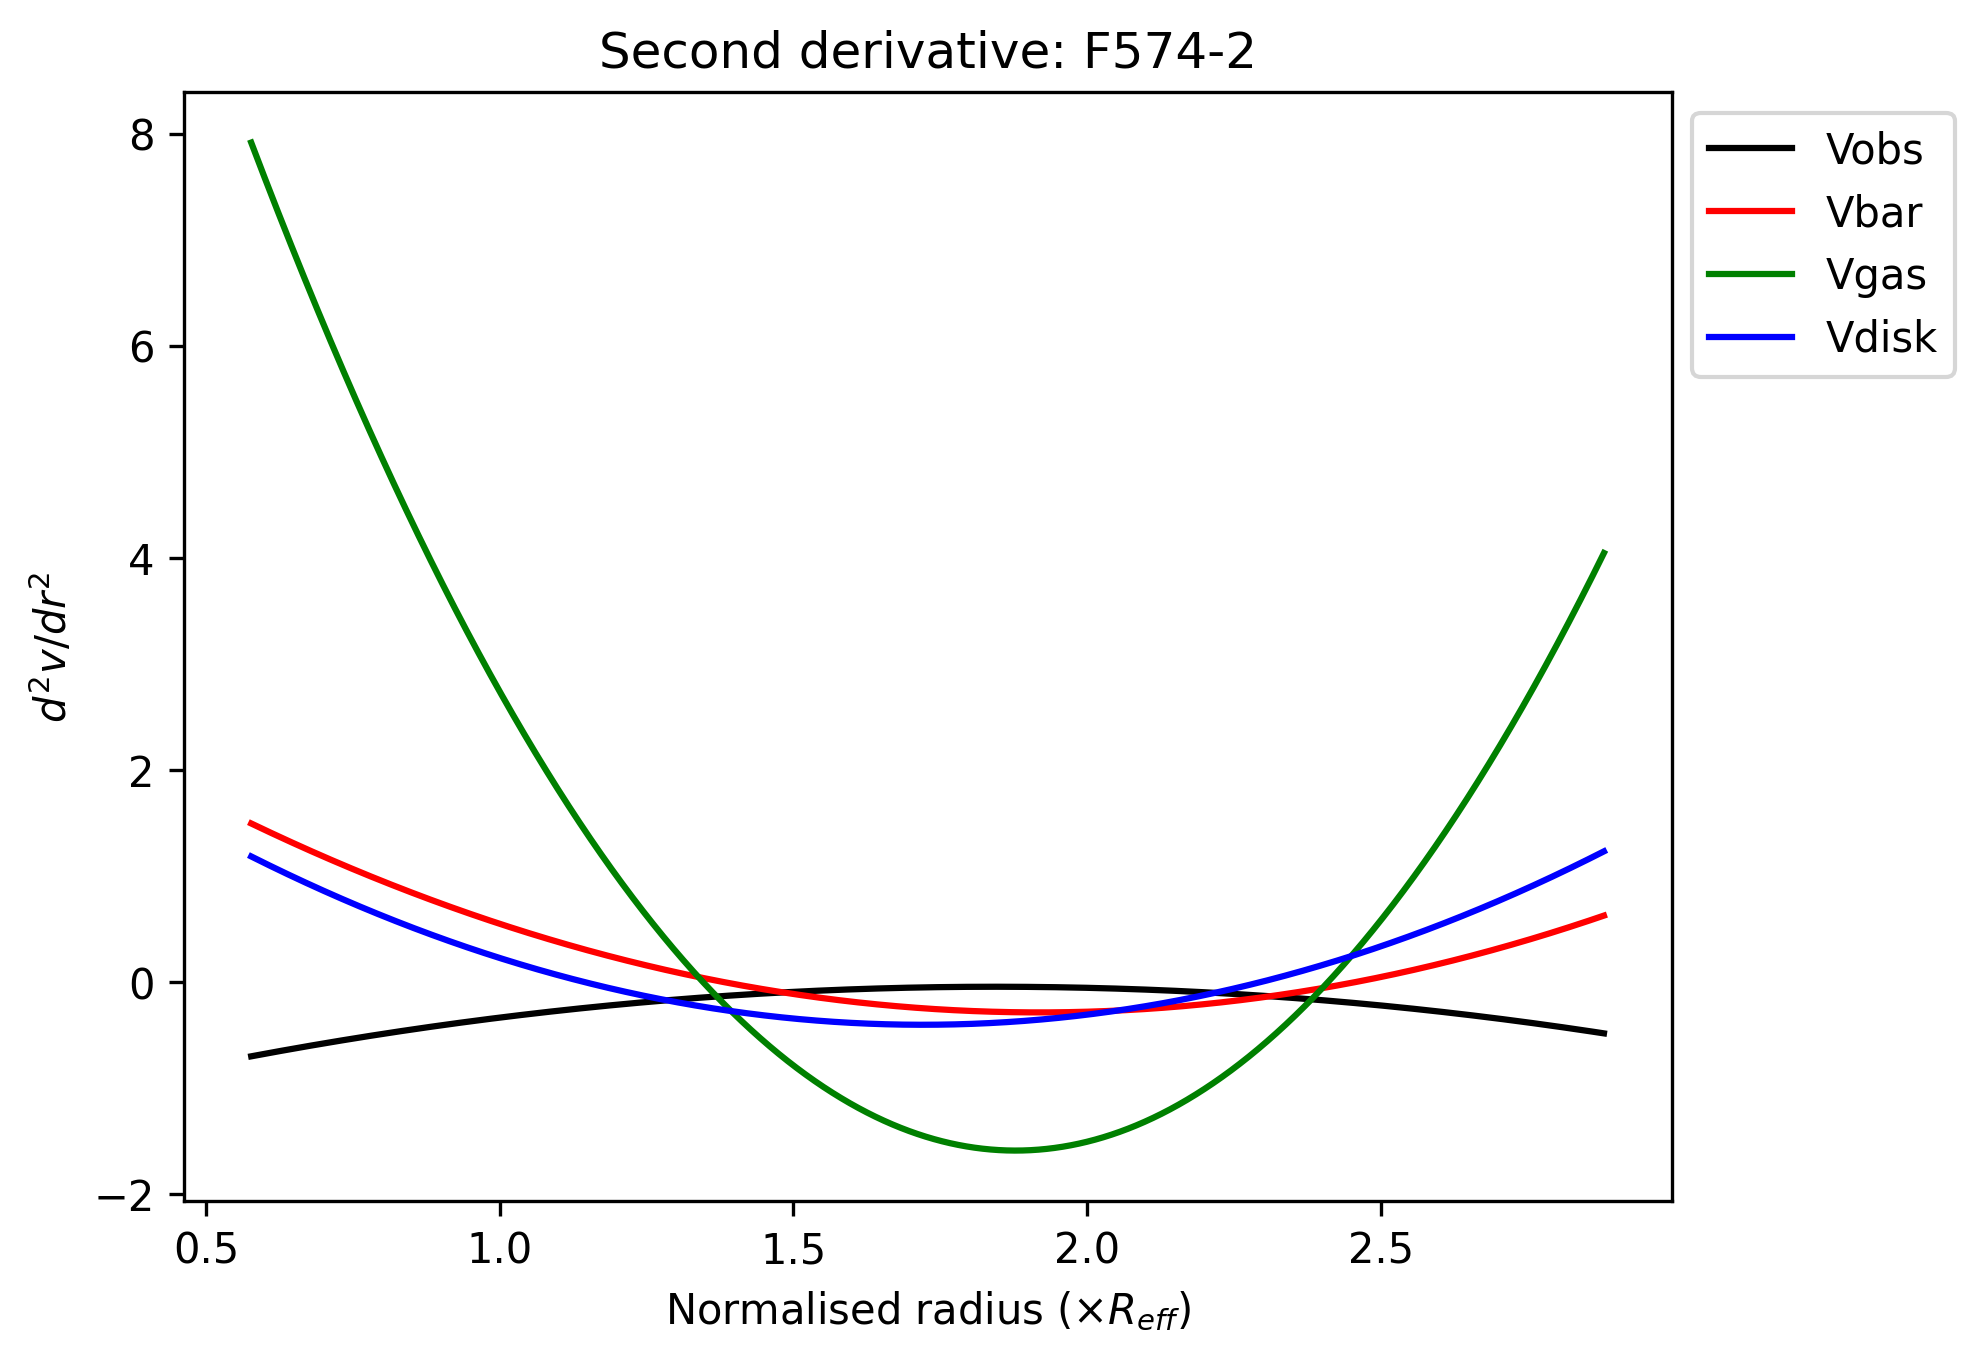 Second derivative: F574-2
8
6
4
2
0
−2
d²v/dr²
0.5 1.0 1.5 2.0 2.5
Normalised radius (×R_eff)
Vobs
Vbar
Vgas
Vdisk